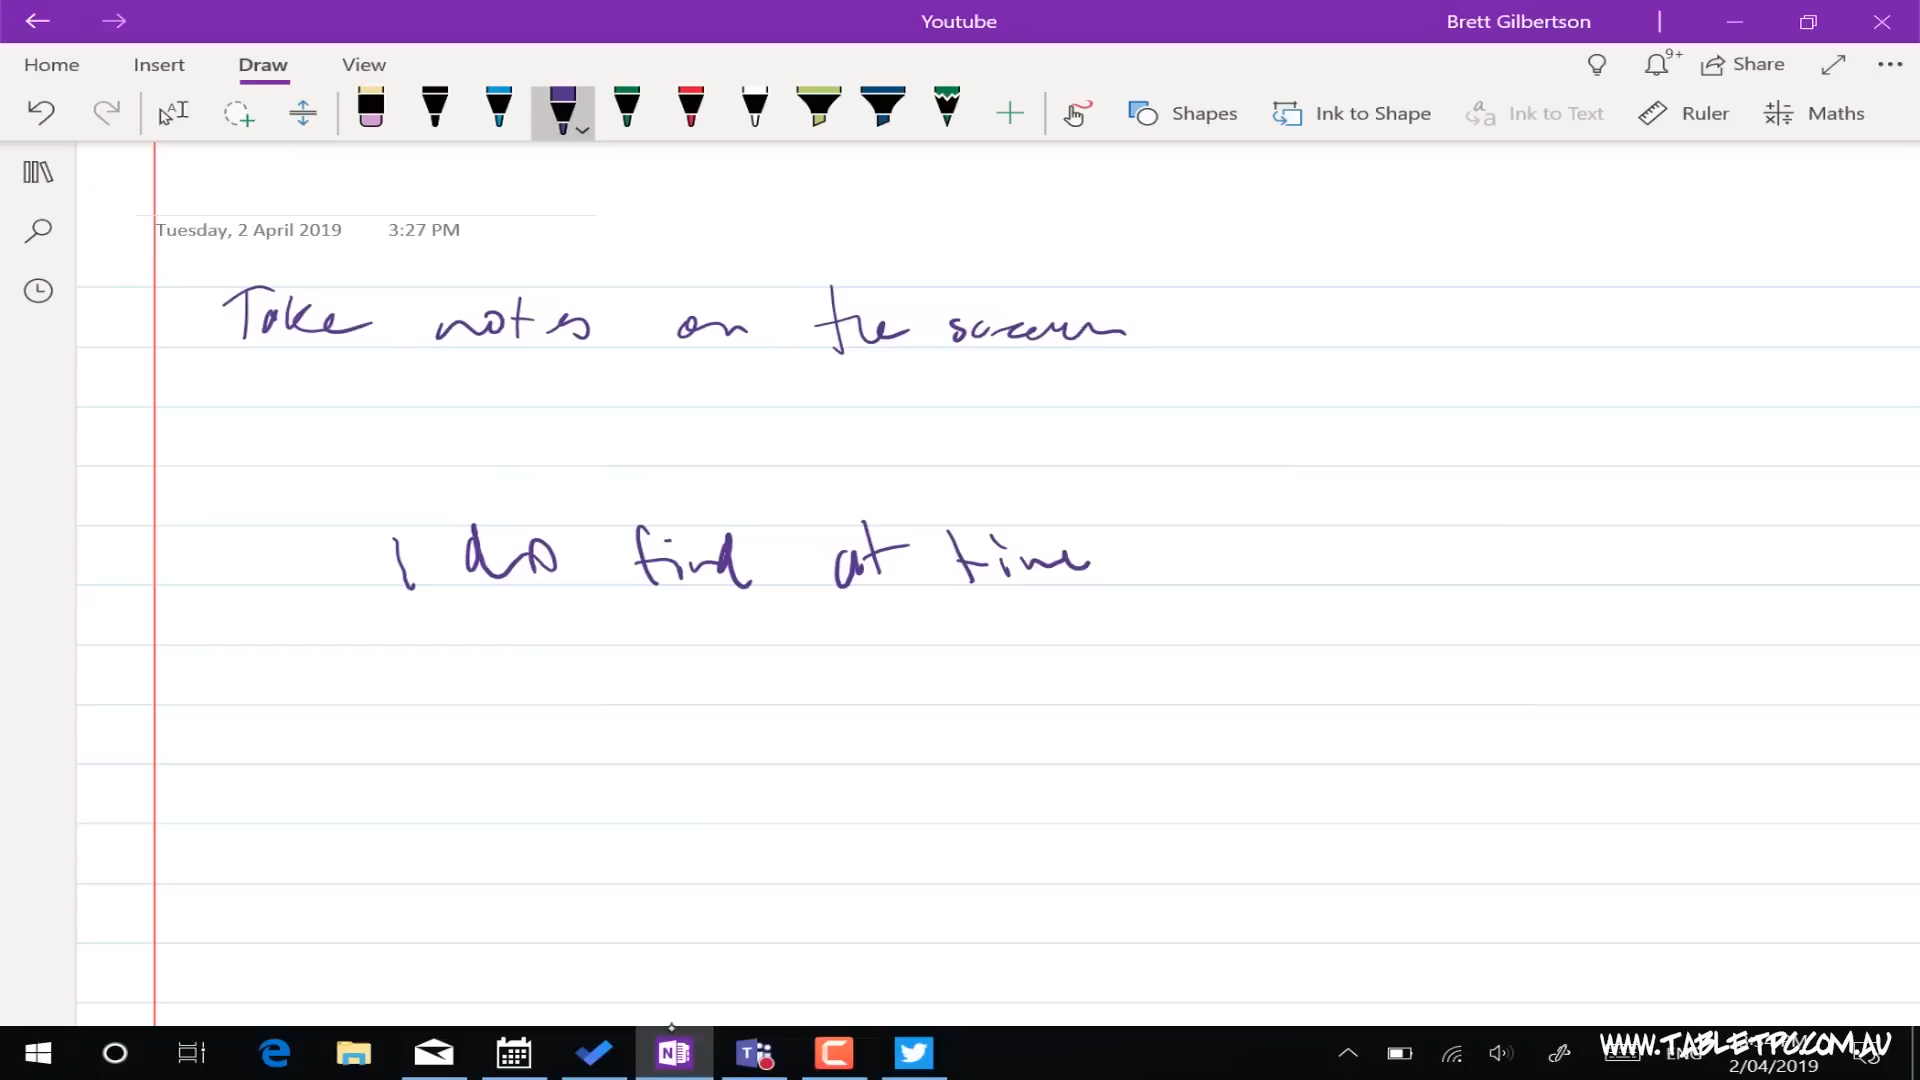 Youtube
Brett Gilbertson
Home Insert Draw View
9+
Share
Shapes Ink to Shape Ink to Text Ruler Maths
Tuesday, 2 April 2019 3:27 PM
Take notes on the screen
I do find at time
WWW.TABLETPC.COM.AU
2/04/2019